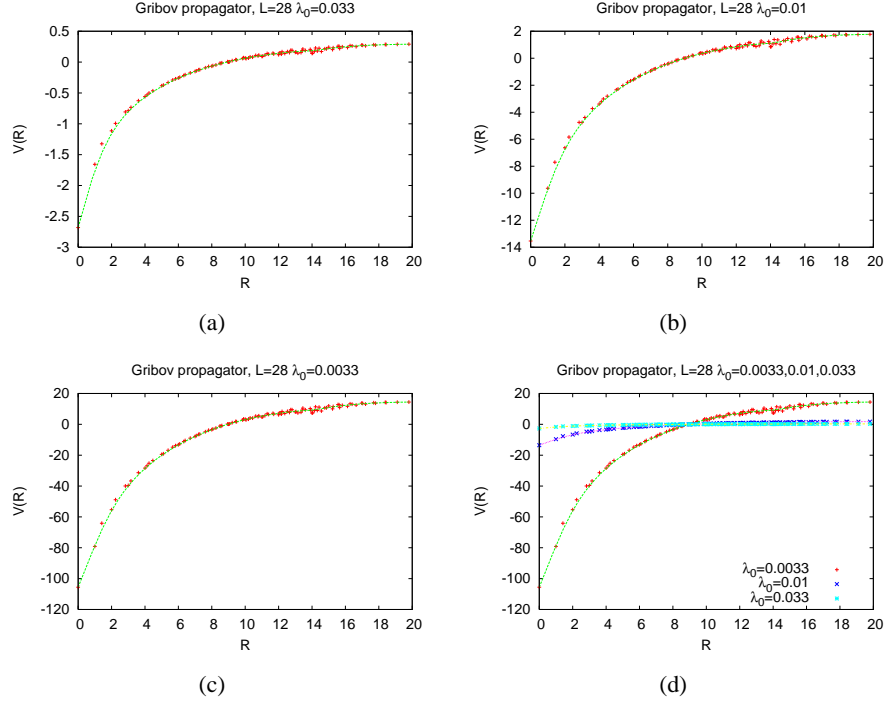 Gribov propagator, L=28 λ0=0.033
V(R)
0.5
0
-0.5
-1
-1.5
-2
-2.5
-3
0 2 4 6 8 10 12 14 16 18 20
R
(a)
Gribov propagator, L=28 λ0=0.01
V(R)
2
0
-2
-4
-6
-8
-10
-12
-14
0 2 4 6 8 10 12 14 16 18 20
R
(b)
Gribov propagator, L=28 λ0=0.0033
V(R)
20
0
-20
-40
-60
-80
-100
-120
0 2 4 6 8 10 12 14 16 18 20
R
(c)
Gribov propagator, L=28 λ0=0.0033,0.01,0.033
V(R)
20
0
-20
-40
-60
-80
-100
-120
0 2 4 6 8 10 12 14 16 18 20
R
λ0=0.0033
λ0=0.01
λ0=0.033
(d)